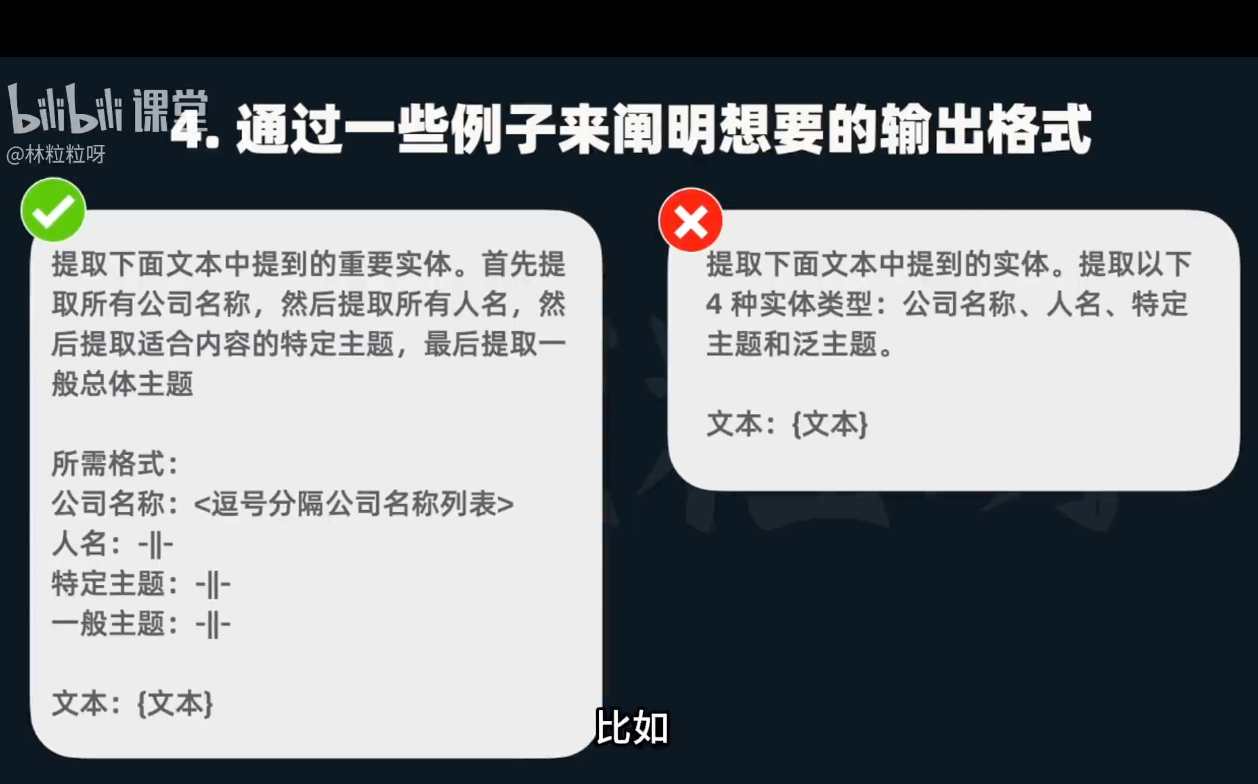 bilibili 课堂
@林粒粒呀
4. 通过一些例子来阐明想要的输出格式
提取下面文本中提到的重要实体。首先提
取所有公司名称，然后提取所有人名，然
后提取适合内容的特定主题，最后提取一
般总体主题
所需格式：
公司名称：<逗号分隔公司名称列表>
人名：-||-
特定主题：-||-
一般主题：-||-
文本：{文本}
提取下面文本中提到的实体。提取以下
4 种实体类型：公司名称、人名、特定
主题和泛主题。
文本：{文本}
比如